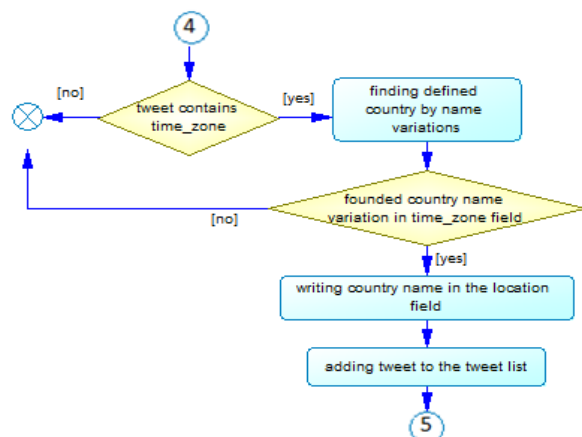 4
[no]
tweet contains
time_zone
[yes]
finding defined
country by name
variations
founded country name
variation in time_zone field
[no]
[yes]
writing country name in the location
field
adding tweet to the tweet list
5